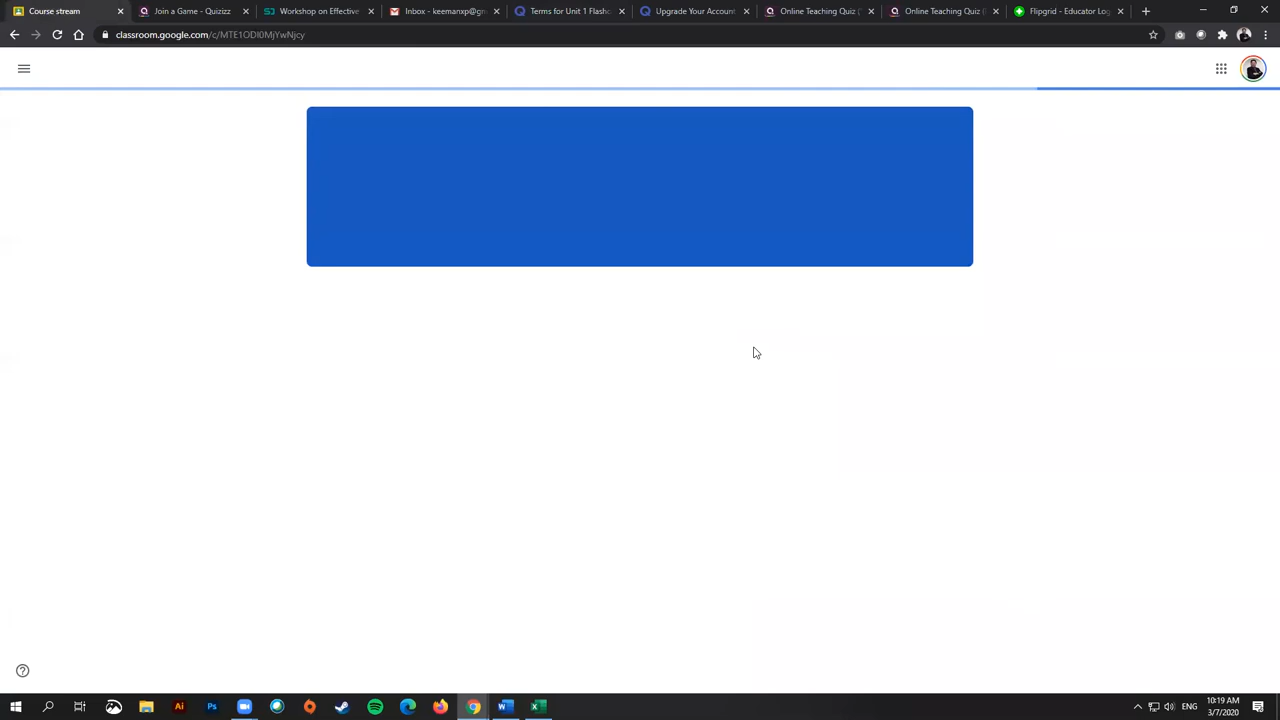 Course stream
Join a Game - Quizizz
Workshop on Effective
Inbox - keemanxp@gm
Terms for Unit 1 Flashc
Upgrade Your Account
Online Teaching Quiz (
Online Teaching Quiz (
Flipgrid - Educator Log
classroom.google.com/c/MTE1ODI0MjYwNjcy
Ai
Ps
ENG
10:19 AM
3/7/2020